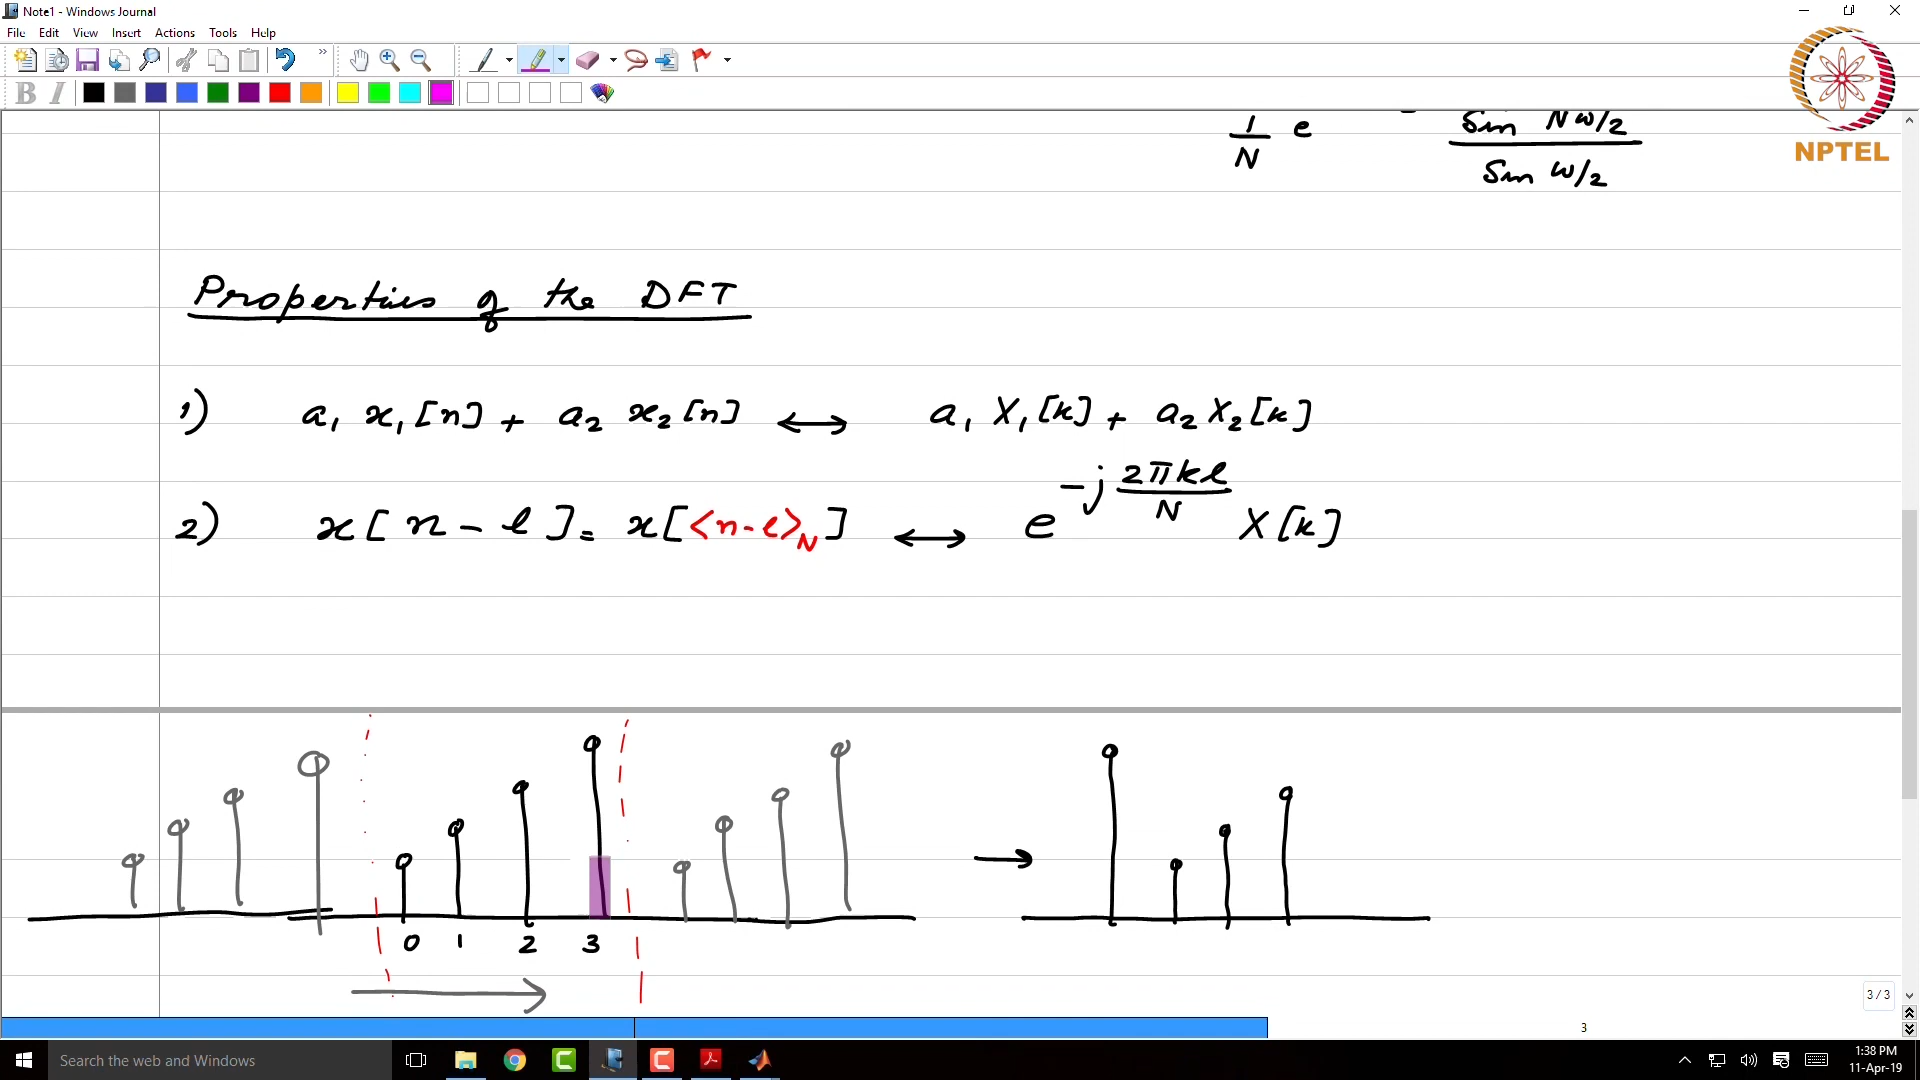 Note1 - Windows Journal
File Edit View Insert Actions Tools Help
B I
NPTEL
1/N e sin Nω/2 / sin ω/2
Properties of the DFT
1) a₁ x₁[n] + a₂ x₂[n] ⟷ a₁ X₁[k] + a₂ X₂[k]
2) x[n - l] = x[<n-l>_N] ⟷ e^{-j 2πkl/N} X[k]
0 1 2 3
3 / 3
3
Search the web and Windows
1:38 PM
11-Apr-19